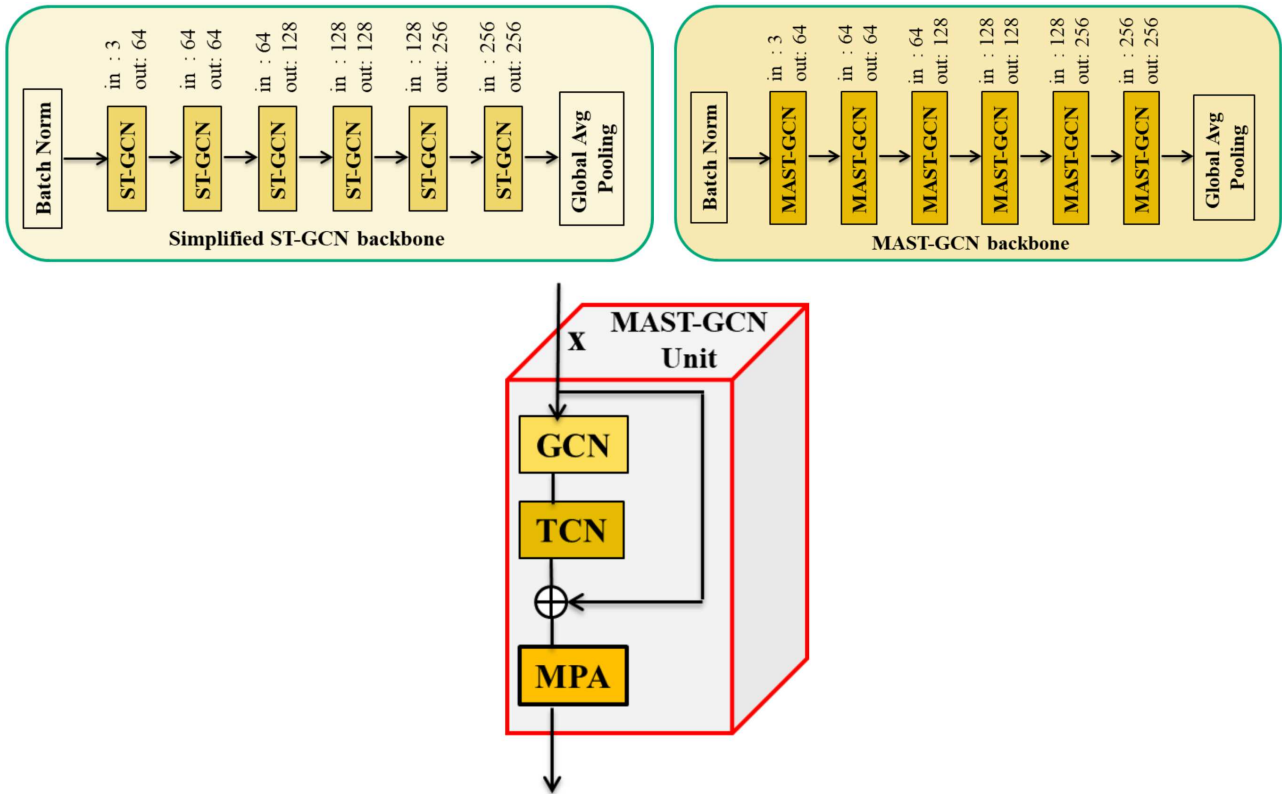 in : 3
out: 64
in : 64
out: 64
in : 64
out: 128
in : 128
out: 128
in : 128
out: 256
in : 256
out: 256
Batch Norm
ST-GCN
ST-GCN
ST-GCN
ST-GCN
ST-GCN
ST-GCN
Global Avg
Pooling
Simplified ST-GCN backbone
in : 3
out: 64
in : 64
out: 64
in : 64
out: 128
in : 128
out: 128
in : 128
out: 256
in : 256
out: 256
Batch Norm
MAST-GCN
MAST-GCN
MAST-GCN
MAST-GCN
MAST-GCN
MAST-GCN
Global Avg
Pooling
MAST-GCN backbone
MAST-GCN
Unit
x
GCN
TCN
MPA